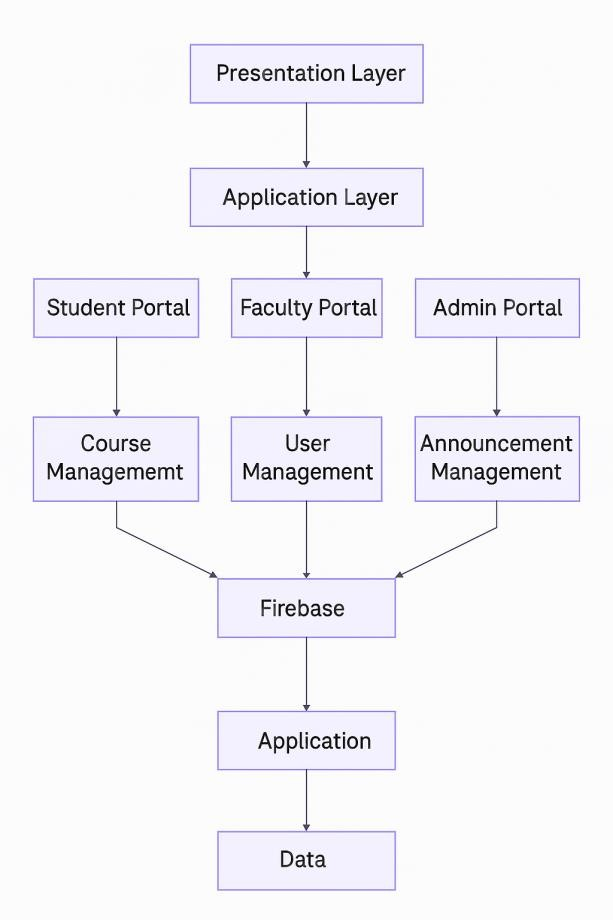 Presentation Layer
Application Layer
Student Portal
Faculty Portal
Admin Portal
Course
Managememt
User
Management
Announcement
Management
Firebase
Application
Data